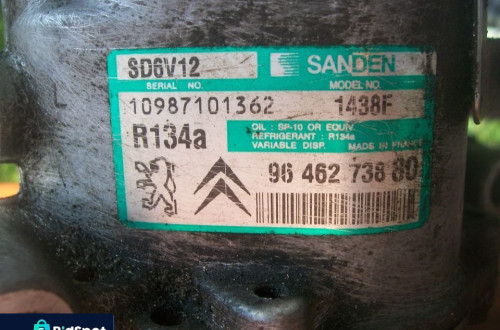 SD6V12 SANDEN
SERIAL NO. MODEL NO.
10987101362 1438F
R134a
OIL : SP-10 OR EQUIV.
REFRIGERANT : R134a
VARIABLE DISP. MADE IN FRANCE
96 462 738 80
BidSpot